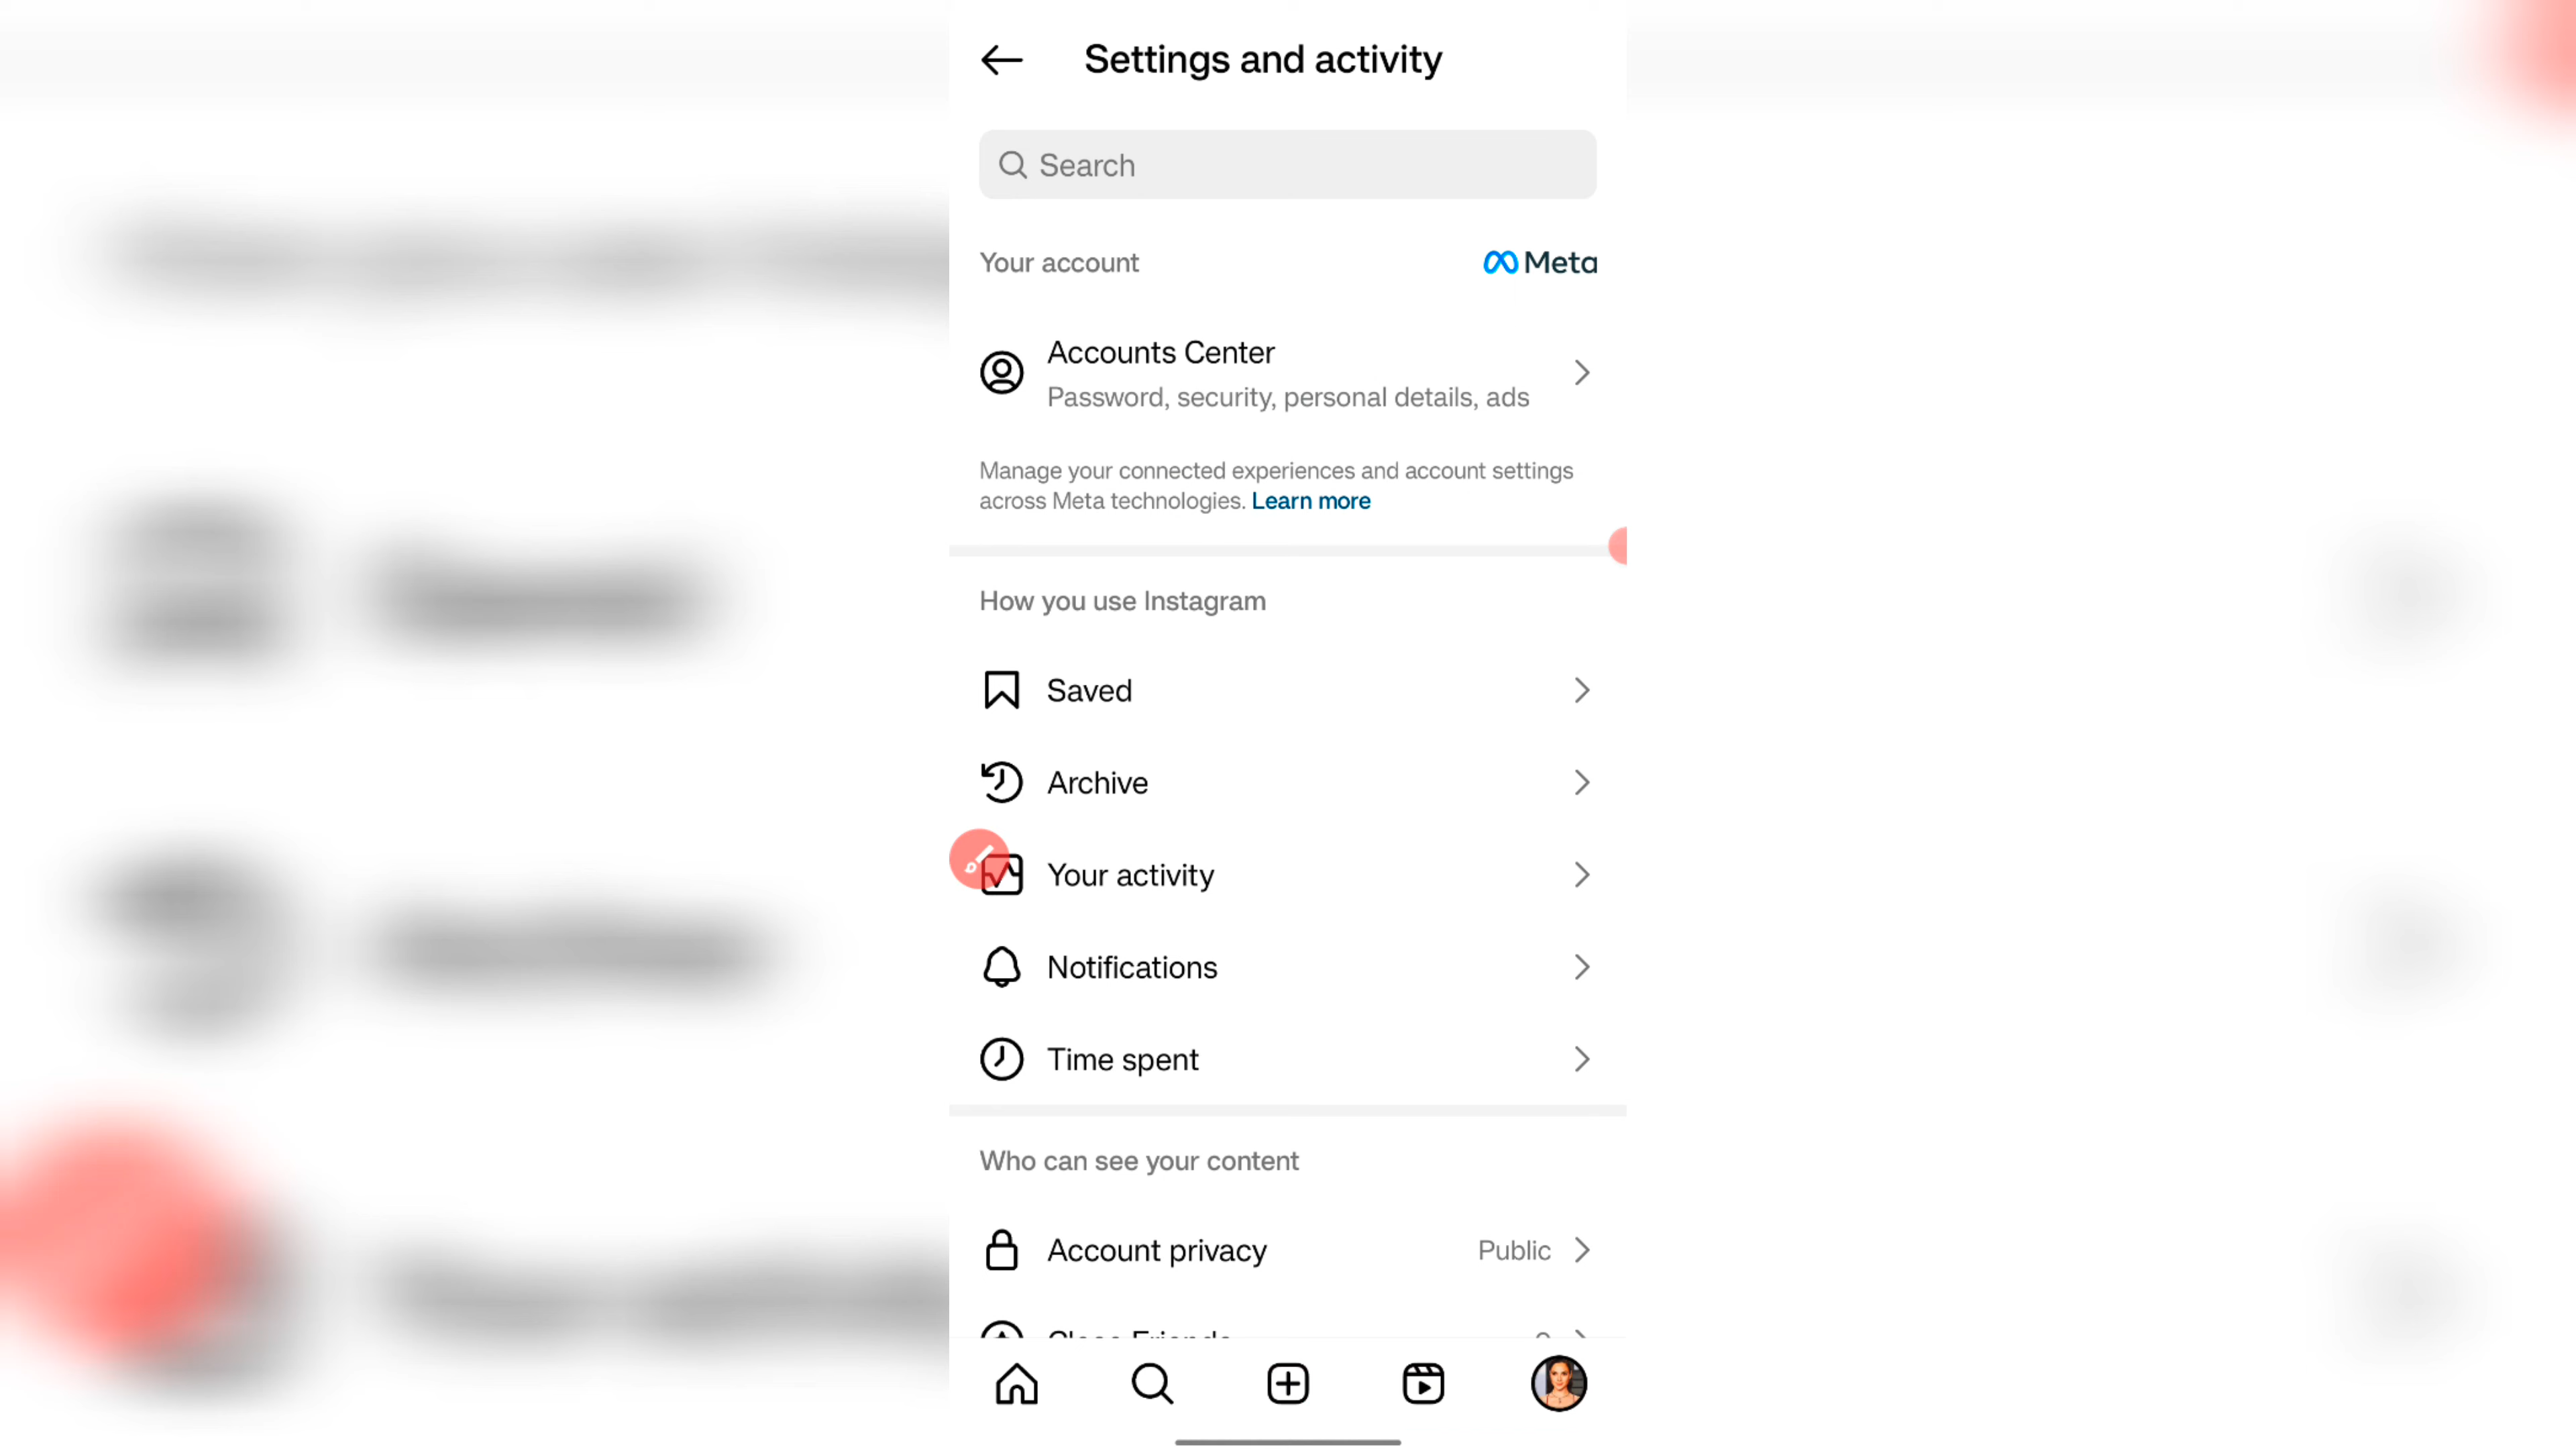 Settings and activity
Search
Your account
Meta
Accounts Center
Password, security, personal details, ads
Manage your connected experiences and account settings
across Meta technologies. Learn more
How you use Instagram
Saved
Archive
Your activity
Notifications
Time spent
Who can see your content
Account privacy
Public
Close Friends